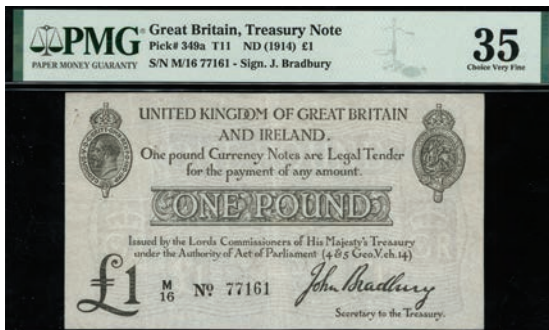 PMG
PAPER MONEY GUARANTY
Great Britain, Treasury Note
Pick# 349a T11 ND (1914) £1
S/N M/16 77161 - Sign. J. Bradbury
35
Choice Very Fine
UNITED KINGDOM OF GREAT BRITAIN
AND IRELAND.
One pound Currency Notes are Legal Tender
for the payment of any amount.
ONE POUND
Issued by the Lords Commissioners of His Majesty's Treasury
under the Authority of Act of Parliament (4 & 5 Geo.V.ch.14)
£1 M/16 No 77161 John Bradbury
Secretary to the Treasury.